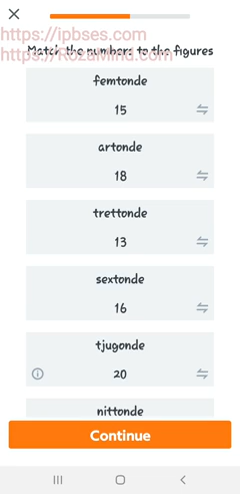 https://ipbses.com
Match the numbers to the figures
https://RozaMind.com
femtonde
15
artonde
18
trettonde
13
sextonde
16
tjugonde
20
nittonde
Continue